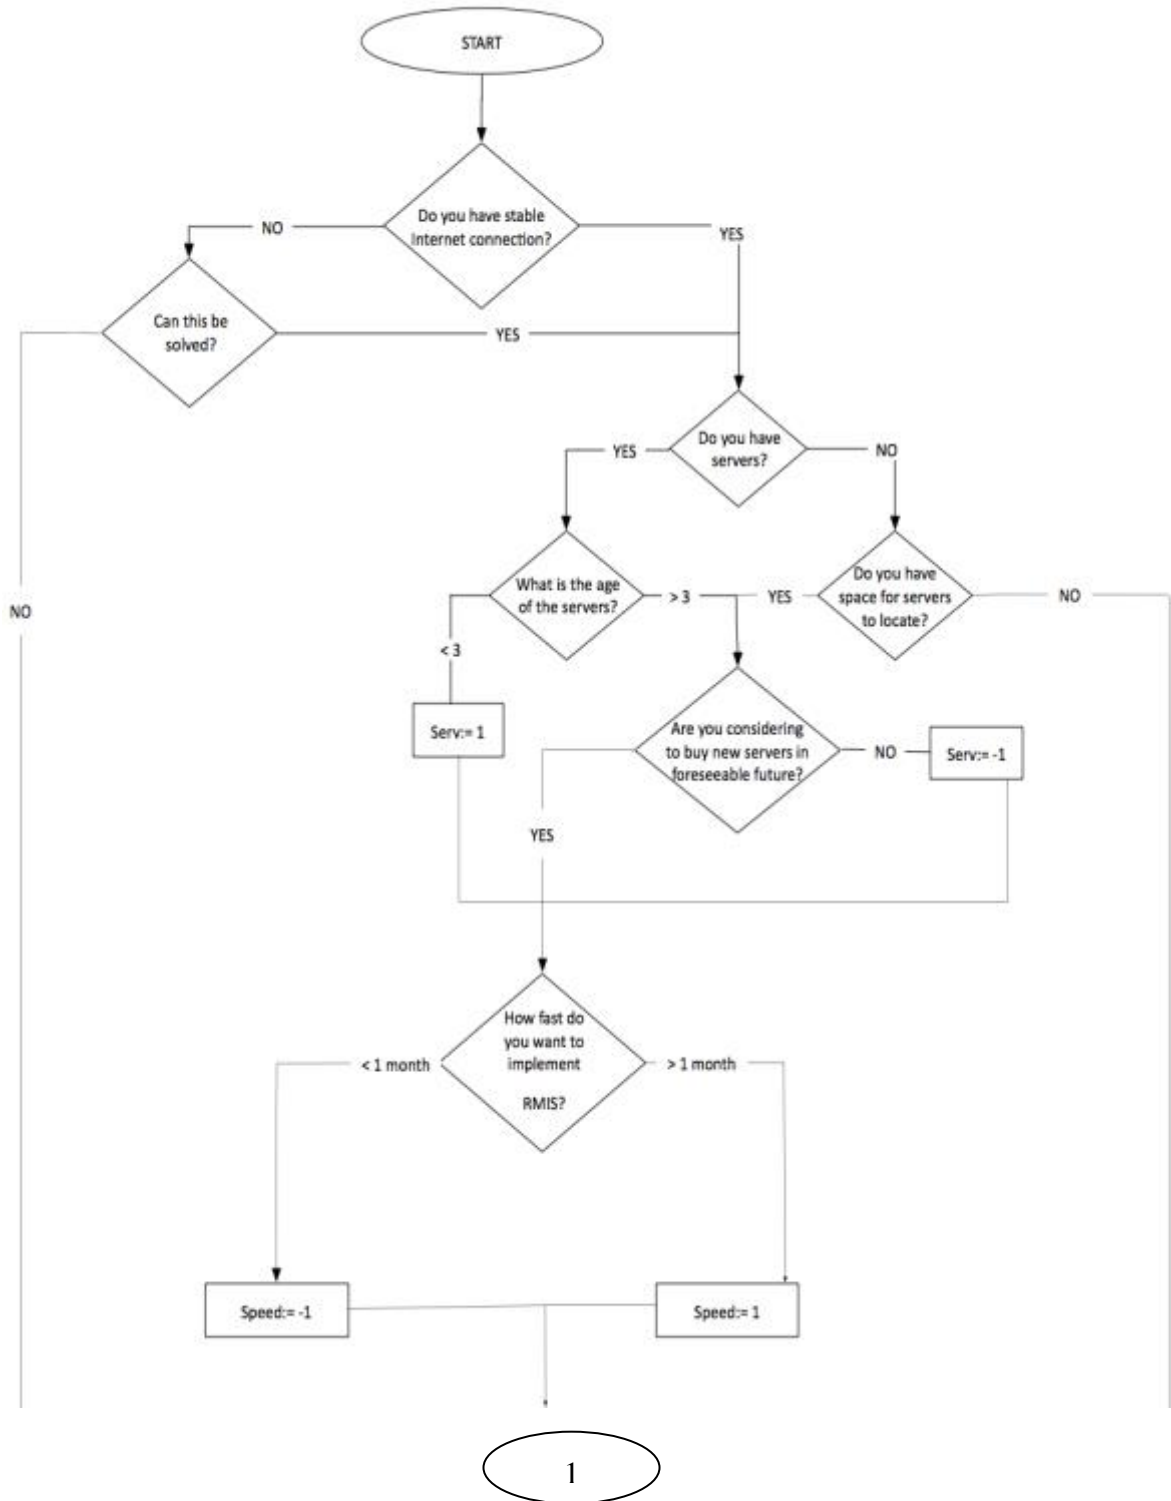 START
Do you have stable
Internet connection?
NO
YES
Can this be
solved?
YES
Do you have
servers?
YES
NO
What is the age
of the servers?
> 3
YES
Do you have
space for servers
to locate?
NO
NO
< 3
Serv:= 1
Are you considering
to buy new servers in
foreseeable future?
NO
Serv:= -1
YES
How fast do
you want to
implement
RMIS?
< 1 month
> 1 month
Speed:= -1
Speed:= 1
1